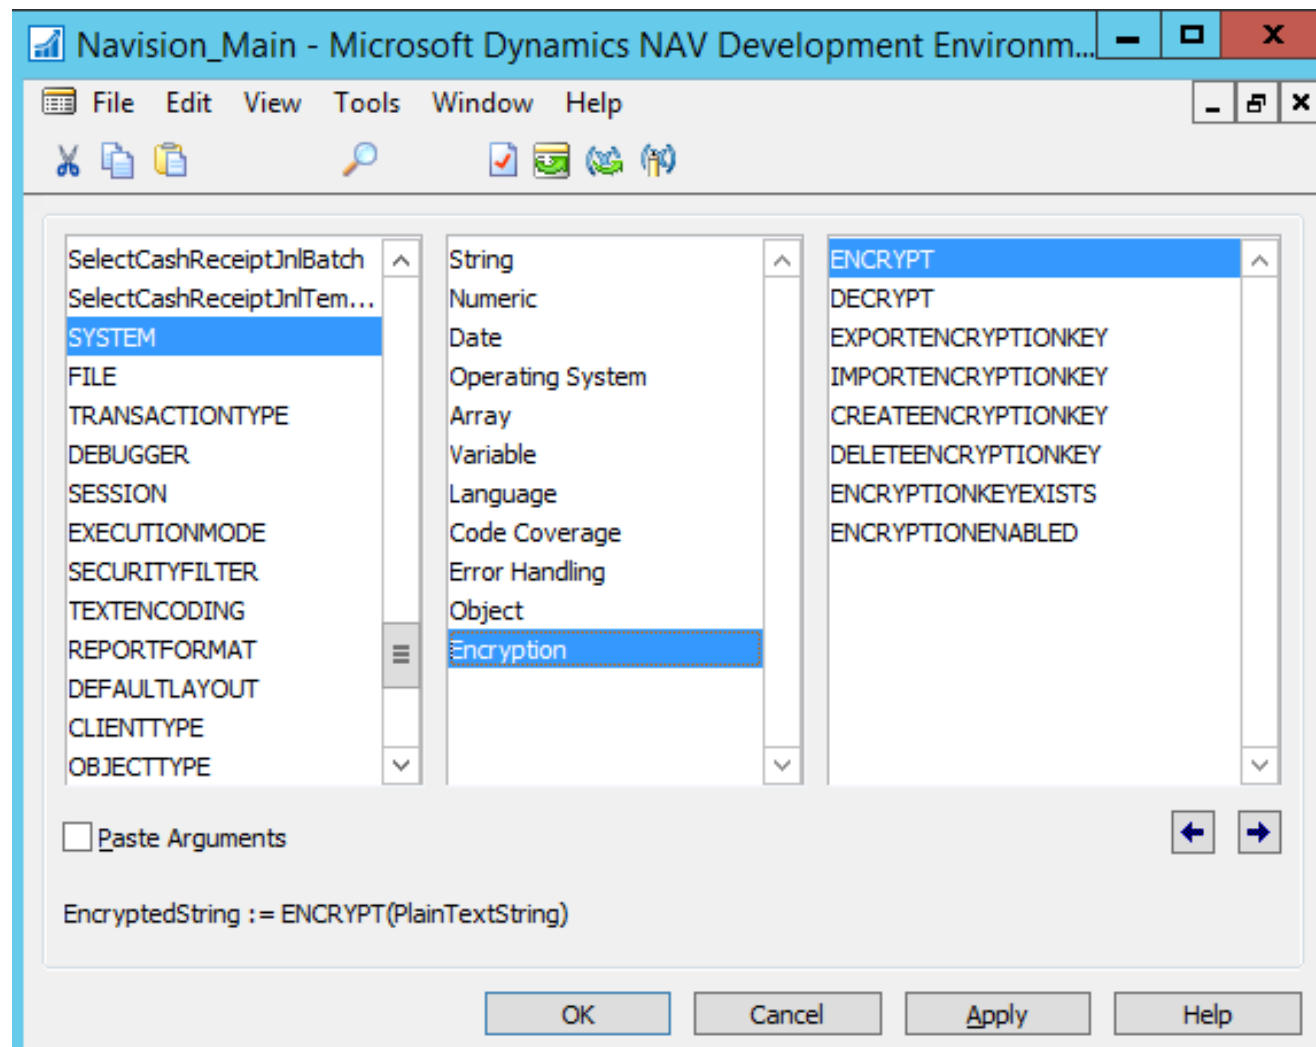 Navision_Main - Microsoft Dynamics NAV Development Environm...
File Edit View Tools Window Help
SelectCashReceiptJnlBatch
SelectCashReceiptJnlTem...
SYSTEM
FILE
TRANSACTIONTYPE
DEBUGGER
SESSION
EXECUTIONMODE
SECURITYFILTER
TEXTENCODING
REPORTFORMAT
DEFAULTLAYOUT
CLIENTTYPE
OBJECTTYPE
String
Numeric
Date
Operating System
Array
Variable
Language
Code Coverage
Error Handling
Object
Encryption
ENCRYPT
DECRYPT
EXPORTENCRYPTIONKEY
IMPORTENCRYPTIONKEY
CREATEENCRYPTIONKEY
DELETEENCRYPTIONKEY
ENCRYPTIONKEYEXISTS
ENCRYPTIONENABLED
Paste Arguments
EncryptedString := ENCRYPT(PlainTextString)
OK Cancel Apply Help